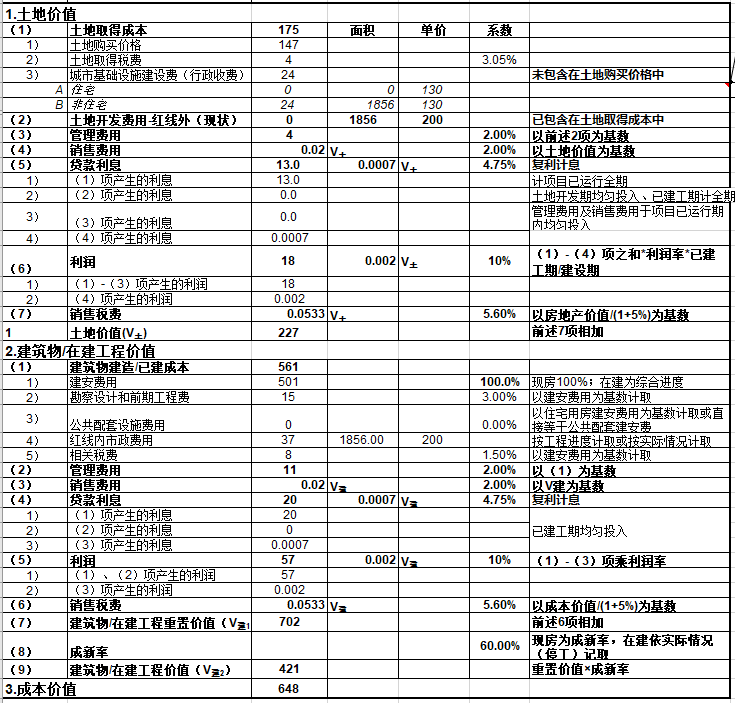 1.土地价值
（1） 土地取得成本 175 面积 单价 系数
1） 土地购买价格 147
2） 土地取得税费 4 3.05%
3） 城市基础设施建设费（行政收费） 24 未包含在土地购买价格中
A 住宅 0 0 130
B 非住宅 24 1856 130
（2） 土地开发费用-红线外（现状） 0 1856 200 已包含在土地取得成本中
（3） 管理费用 4 2.00% 以前述2项为基数
（4） 销售费用 0.02 V土 2.00% 以土地价值为基数
（5） 贷款利息 13.0 0.0007 V土 4.75% 复利计息
1） （1）项产生的利息 13.0 计项目已运行全期
2） （2）项产生的利息 0.0 土地开发期均匀投入、已建工期计全期
3） （3）项产生的利息 0.0 管理费用及销售费用于项目已运行期
内均匀投入
4） （4）项产生的利息 0.0007
（6） 利润 18 0.002 V土 10% （1）-（4）项之和*利润率*已建
工期/建设期
1） （1）-（3）项产生的利润 18
2） （4）项产生的利润 0.002
（7） 销售税费 0.0533 V土 5.60% 以房地产价值/(1+5%)为基数
1 土地价值(V土) 227 前述7项相加
2.建筑物/在建工程价值
（1） 建筑物建造/已建成本 561
1） 建安费用 501 100.0% 现房100%；在建为综合进度
2） 勘察设计和前期工程费 15 3.00% 以建安费用为基数计取
3） 公共配套设施费用 0 0.00% 以住宅用房建安费用为基数计取或直
接等于公共配套建安费
4） 红线内市政费用 37 1856.00 200 按工程进度计取或按实际情况计取
5） 相关税费 8 1.50% 以建安费用为基数计取
（2） 管理费用 11 2.00% 以（1）为基数
（3） 销售费用 0.02 V建 2.00% 以V建为基数
（4） 贷款利息 20 0.0007 V建 4.75% 复利计息
1） （1）项产生的利息 20
2） （2）项产生的利息 0 已建工期均匀投入
3） （3）项产生的利息 0.0007
（5） 利润 57 0.002 V建 10% （1）-（3）项乘利润率
1） （1）、（2）项产生的利润 57
2） （3）项产生的利润 0.002
（6） 销售税费 0.0533 V建 5.60% 以成本价值/(1+5%)为基数
（7） 建筑物/在建工程重置价值（V建1 702 前述6项相加
（8） 成新率 60.00% 现房为成新率，在建依实际情况
（停工）记取
（9） 建筑物/在建工程价值（V建2） 421 重置价值*成新率
3.成本价值 648